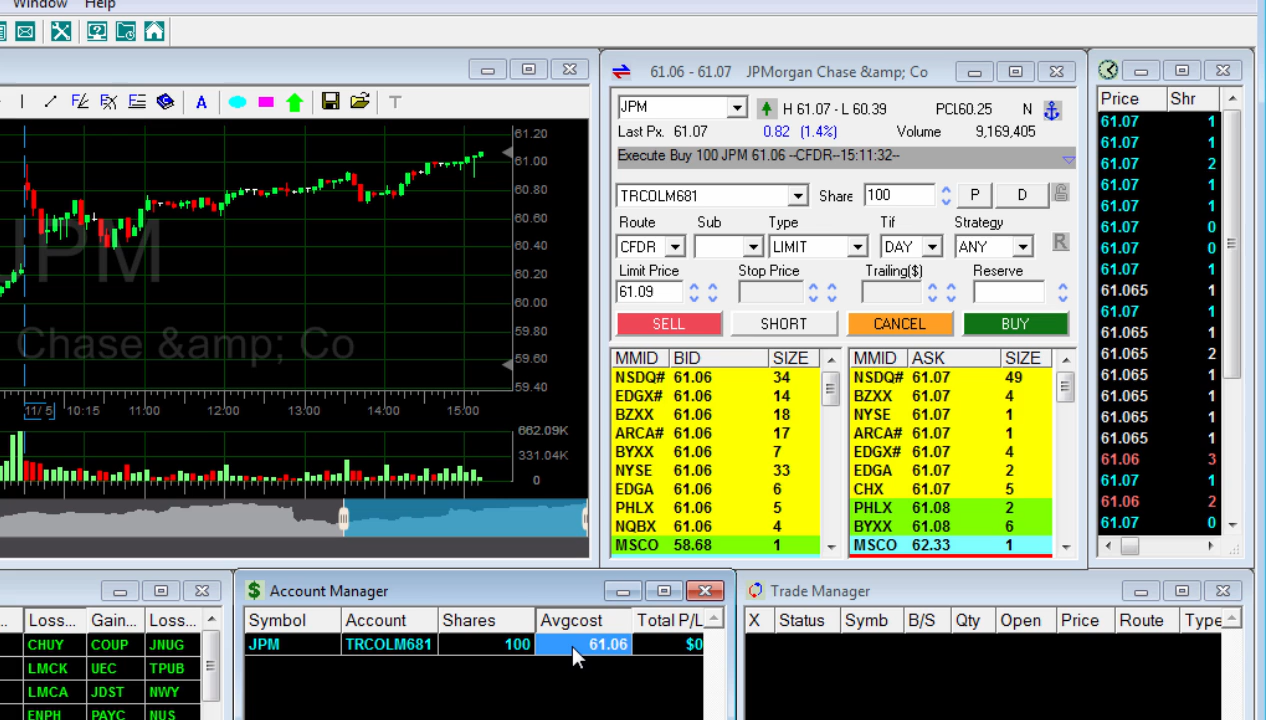 Window Help
61.06 - 61.07 JPMorgan Chase &amp; Co
JPM
H 61.07 - L 60.39 PCL60.25 N
Last Px. 61.07 0.82 (1.4%) Volume 9,169,405
Execute Buy 100 JPM 61.06 --CFDR--15:11:32--
TRCOLM681 Share 100 P D
Route Sub Type Tif Strategy
CFDR LIMIT DAY ANY R
Limit Price Stop Price Trailing($) Reserve
61.09
SELL SHORT CANCEL BUY
MMID BID SIZE MMID ASK SIZE
NSDQ# 61.06 34 NSDQ# 61.07 49
EDGX# 61.06 14 BZXX 61.07 4
BZXX 61.06 18 NYSE 61.07 1
ARCA# 61.06 17 ARCA# 61.07 1
BYXX 61.06 7 EDGX# 61.07 4
NYSE 61.06 33 EDGA 61.07 2
EDGA 61.06 6 CHX 61.07 5
PHLX 61.06 5 PHLX 61.08 2
NQBX 61.06 4 BYXX 61.08 6
MSCO 58.68 1 MSCO 62.33 1
Price Shr
61.07 1
61.07 1
61.07 2
61.07 1
61.07 1
61.07 0
61.07 0
61.07 1
61.065 1
61.07 1
61.065 1
61.065 2
61.065 1
61.065 1
61.065 1
61.065 1
61.06 3
61.07 1
61.06 2
61.07 0
A T
JPM
Chase &amp; Co
61.20
61.00
60.80
60.60
60.40
60.20
60.00
59.80
59.60
59.40
11/ 5 10:15 11:00 12:00 13:00 14:00 15:00
662.09K
331.04K
0
Loss... Gain... Loss...
CHUY COUP JNUG
LMCK UEC TPUB
LMCA JDST NWY
ENPH PAYC NUS
$ Account Manager
Symbol Account Shares Avgcost Total P/L
JPM TRCOLM681 100 61.06 $0
Trade Manager
X Status Symb B/S Qty Open Price Route Type